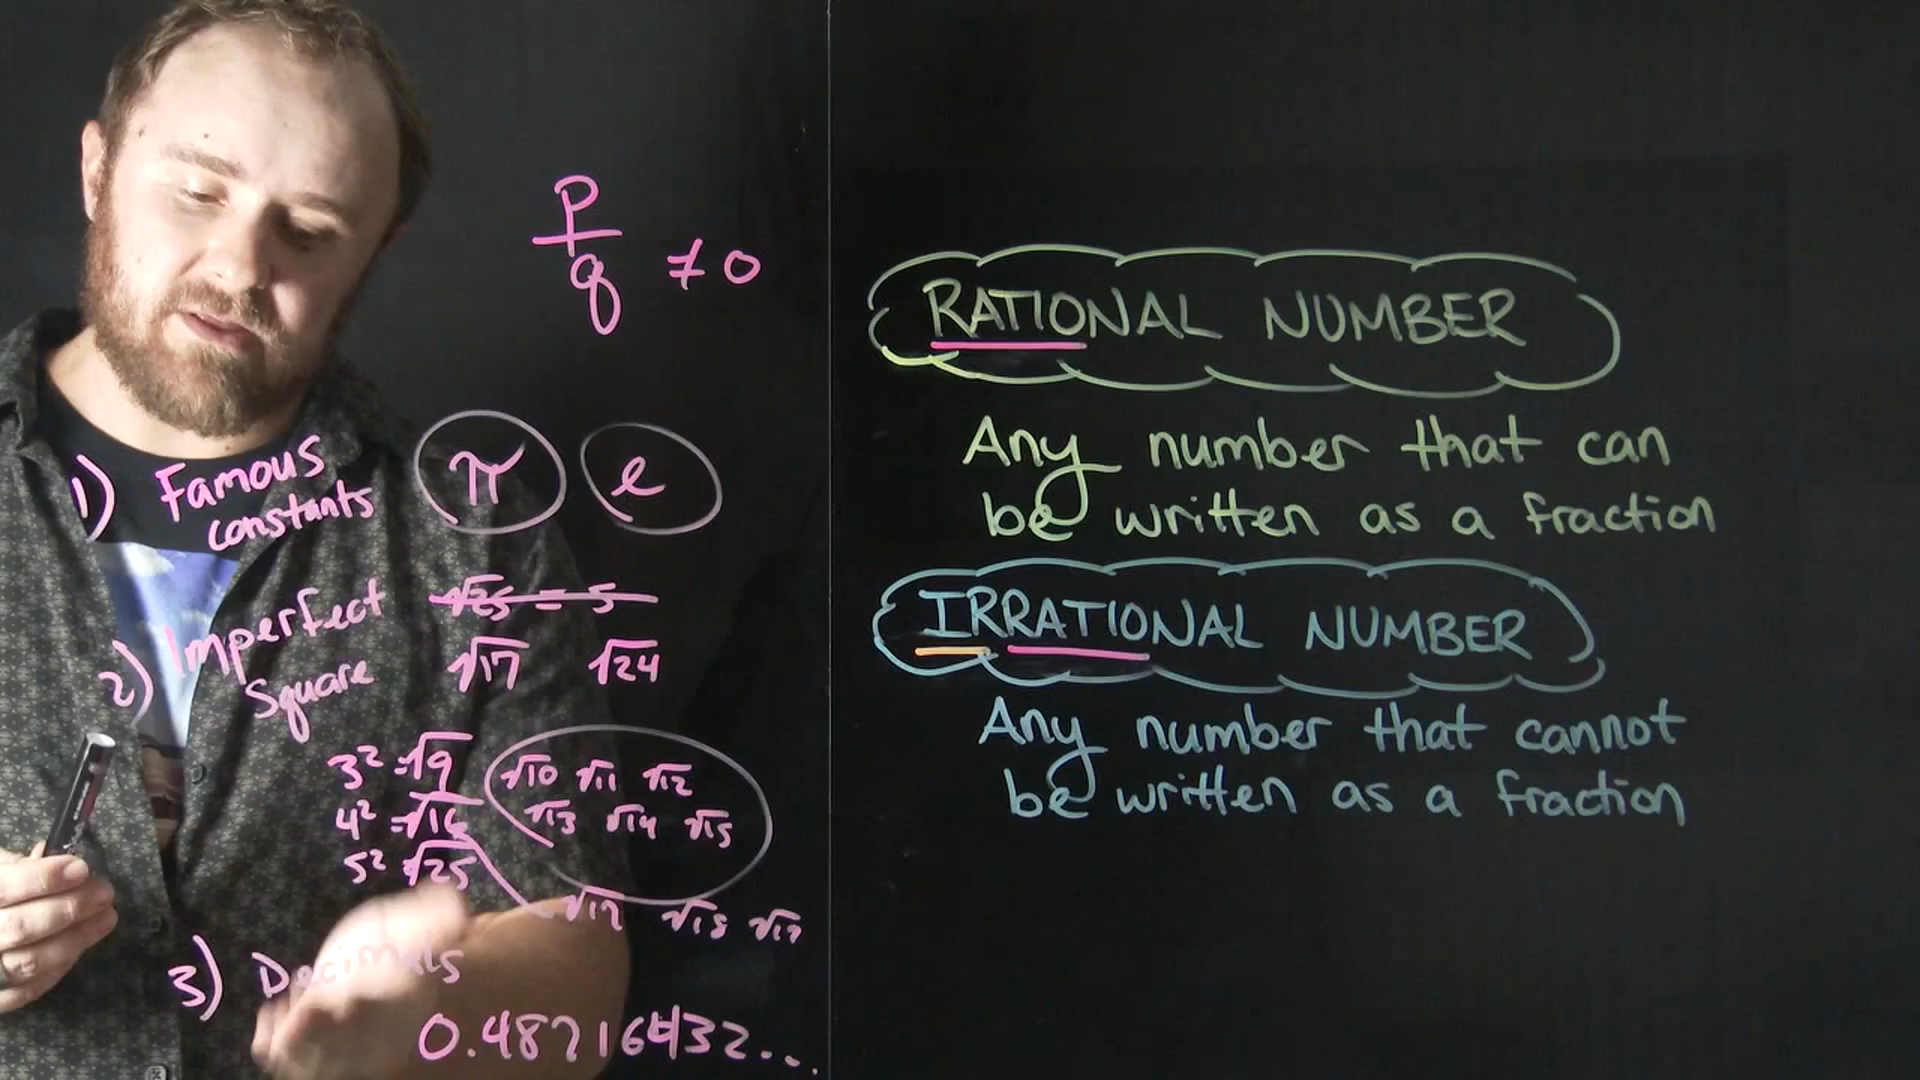 p
q ≠ 0
1) Famous constants π e
2) Imperfect Square √25 = 5
√17 √24
3² = √9 √10 √11 √12
4² = √16 √13 √14 √15
5² = √25
√17 √18 √19
3) Decimals
0.48716432...
RATIONAL NUMBER
Any number that can
be written as a fraction
IRRATIONAL NUMBER
Any number that cannot
be written as a fraction